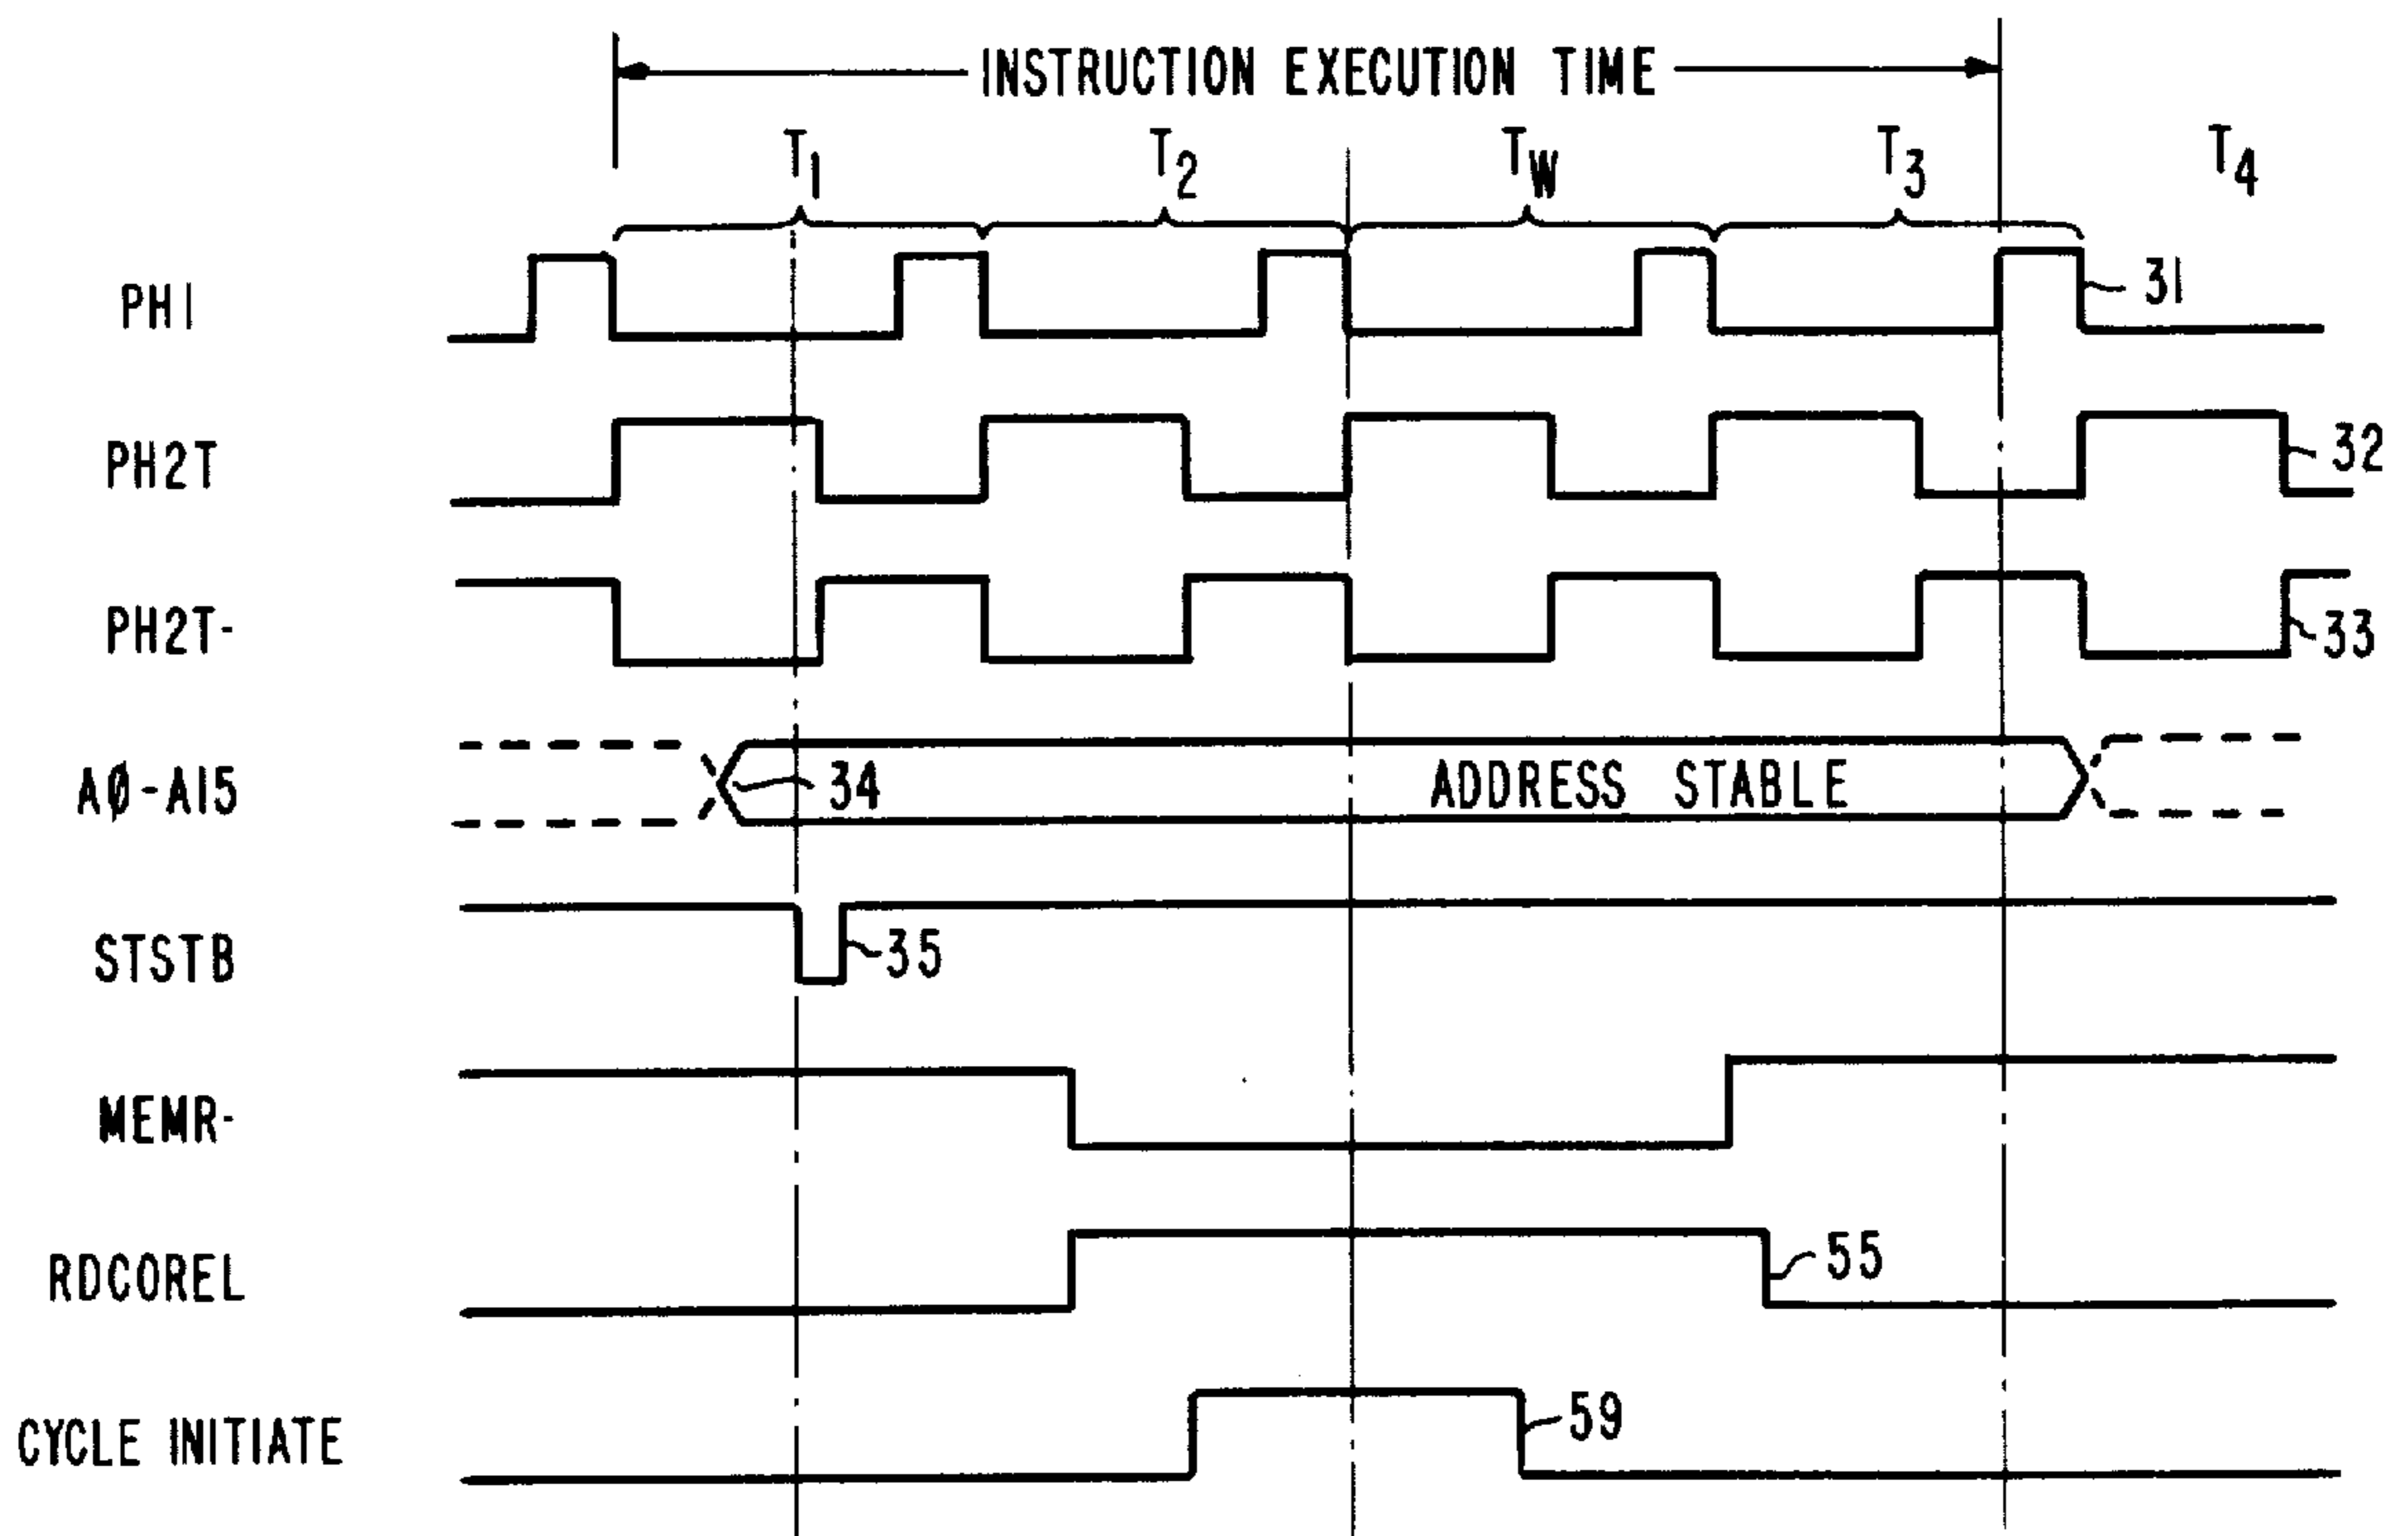 INSTRUCTION EXECUTION TIME
T1 T2 TW T3 T4
PH1 31
PH2T 32
PH2T- 33
AØ-A15 34 ADDRESS STABLE
STSTB 35
MEMR-
RDCOREL 55
CYCLE INITIATE 59